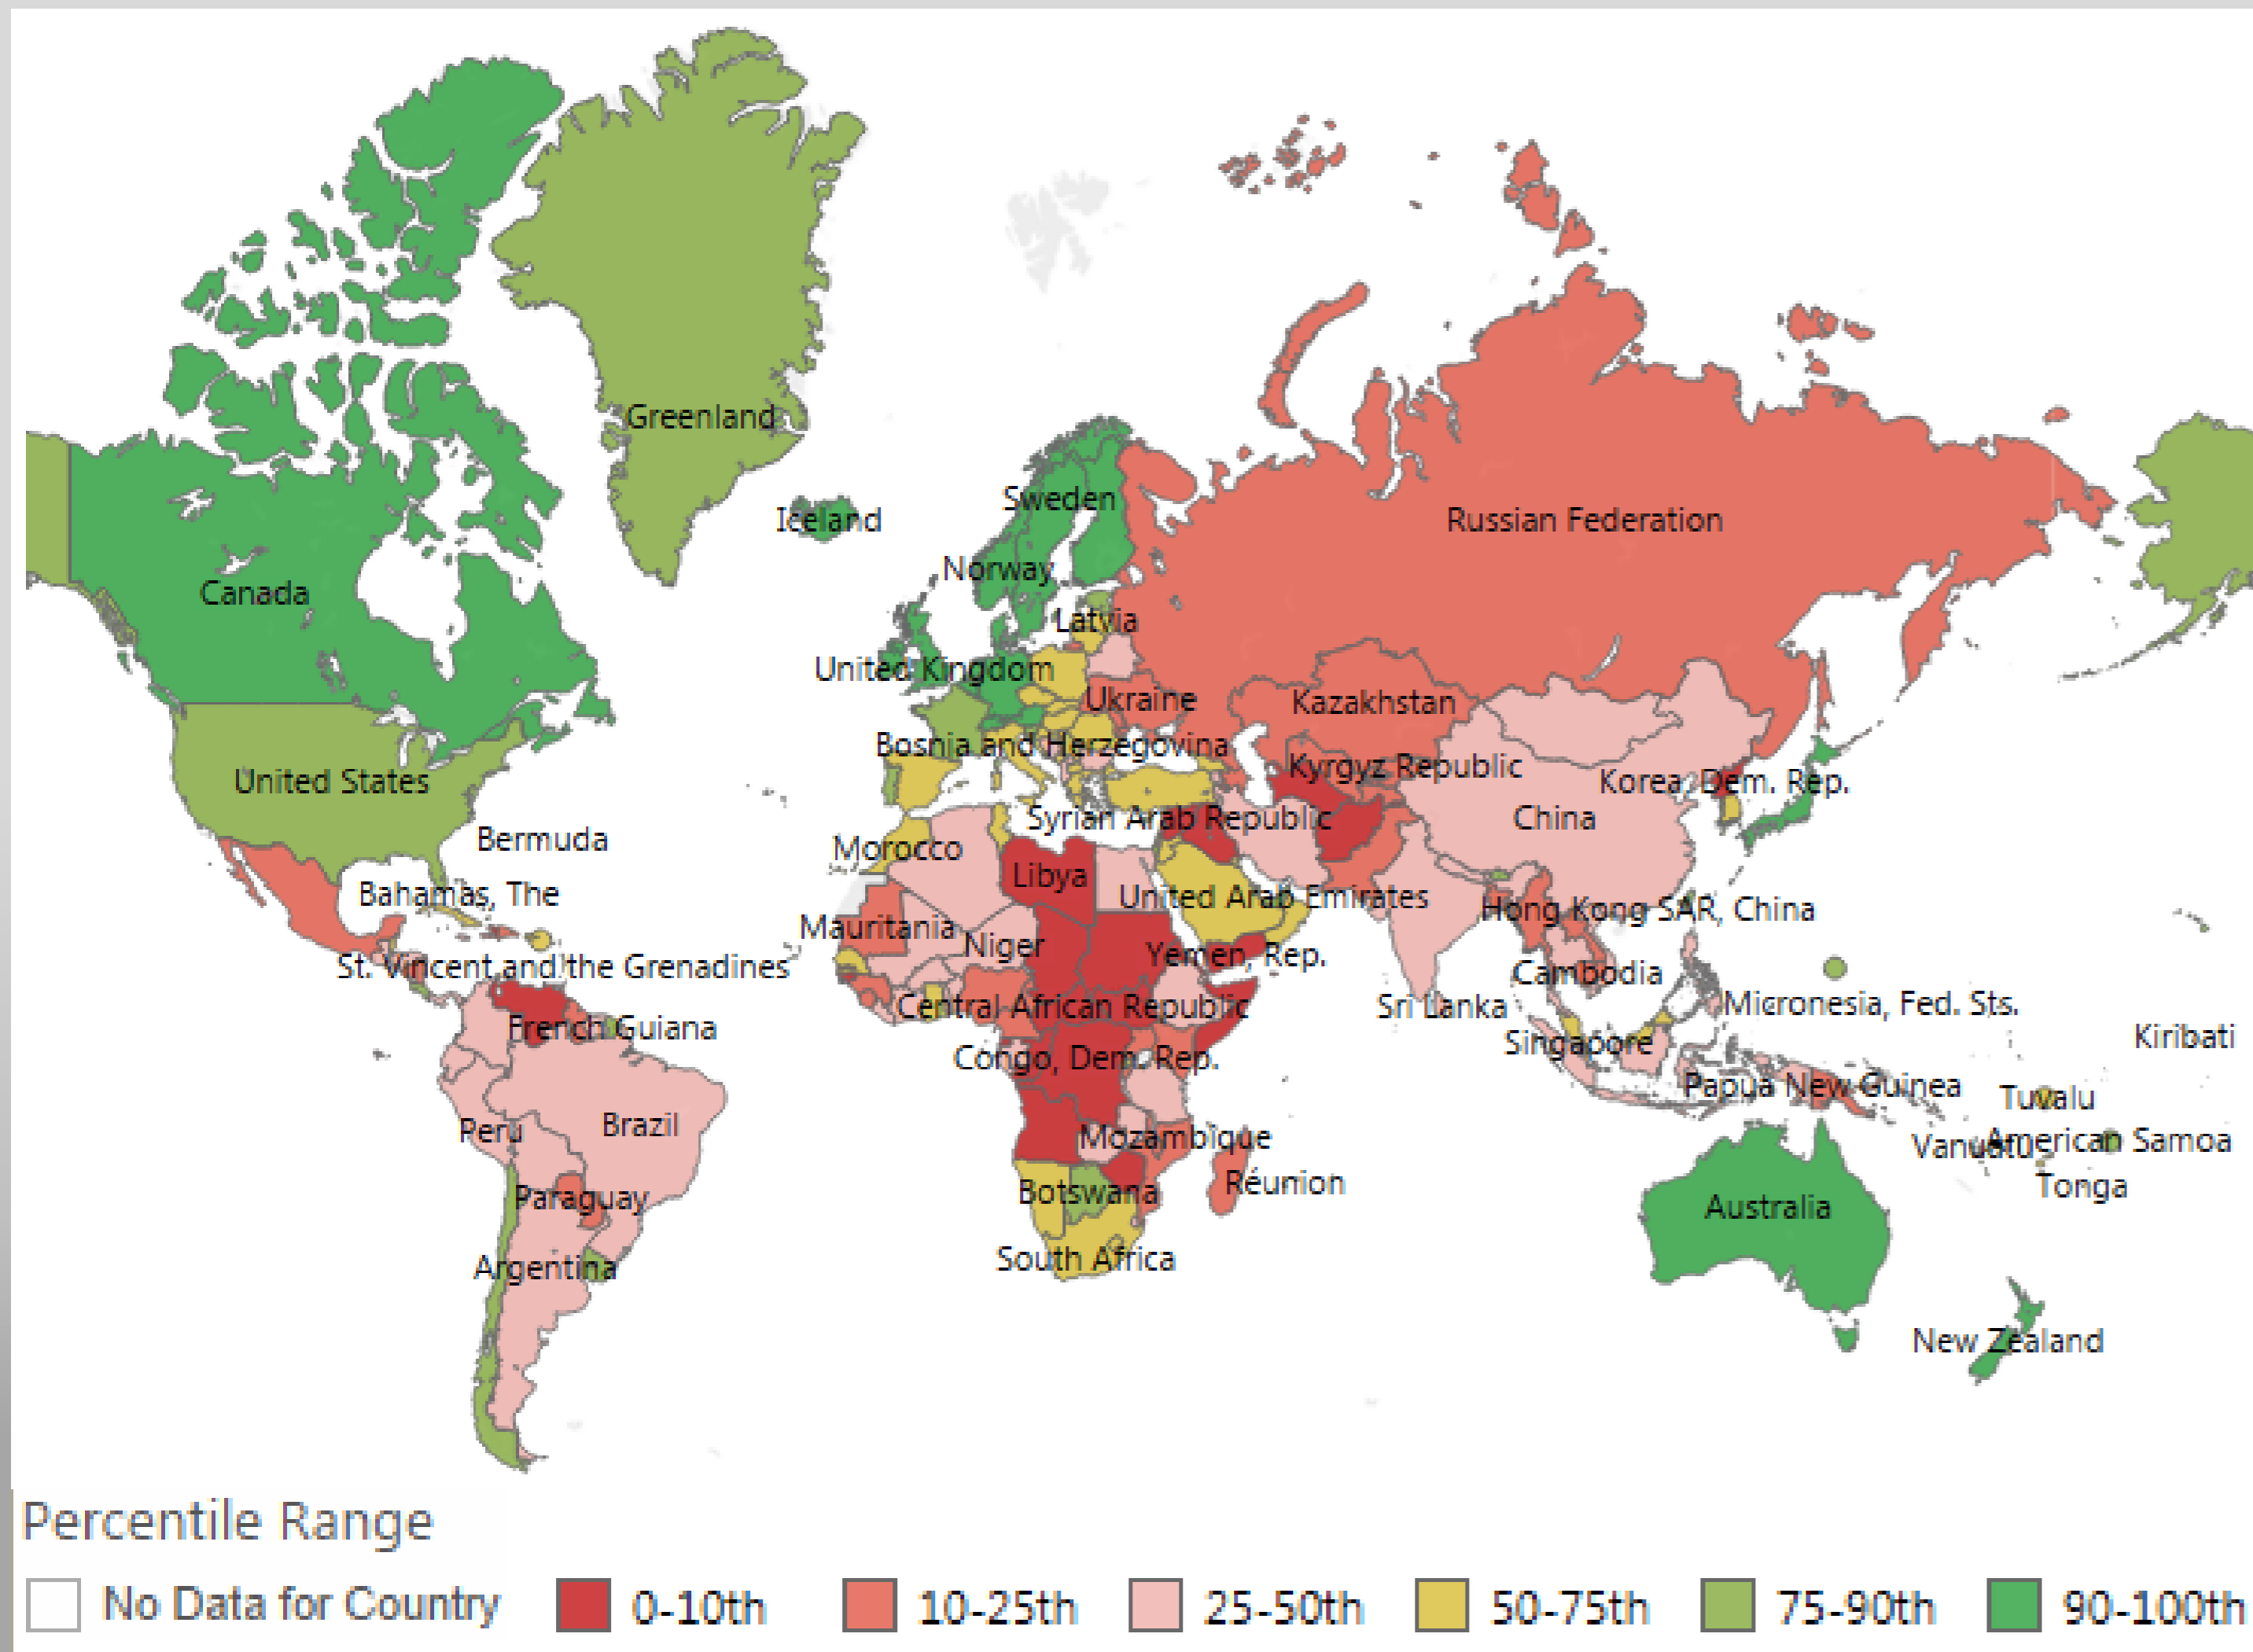 Greenland
Iceland
Sweden
Russian Federation
Norway
Canada
Latvia
United Kingdom
Ukraine
Kazakhstan
Bosnia and Herzegovina
Kyrgyz Republic
United States
Korea, Dem. Rep.
Syrian Arab Republic
China
Bermuda
Morocco
Libya
Bahamas, The
United Arab Emirates
Hong Kong SAR, China
Mauritania
Niger
Yemen, Rep.
St. Vincent and the Grenadines
Cambodia
Central African Republic
Sri Lanka
Micronesia, Fed. Sts.
French Guiana
Singapore
Kiribati
Congo, Dem. Rep.
Papua New Guinea
Tuvalu
Peru
Brazil
Mozambique
Vanuatu
American Samoa
Réunion
Tonga
Botswana
Paraguay
Australia
South Africa
Argentina
New Zealand
Percentile Range
No Data for Country 0-10th 10-25th 25-50th 50-75th 75-90th 90-100th